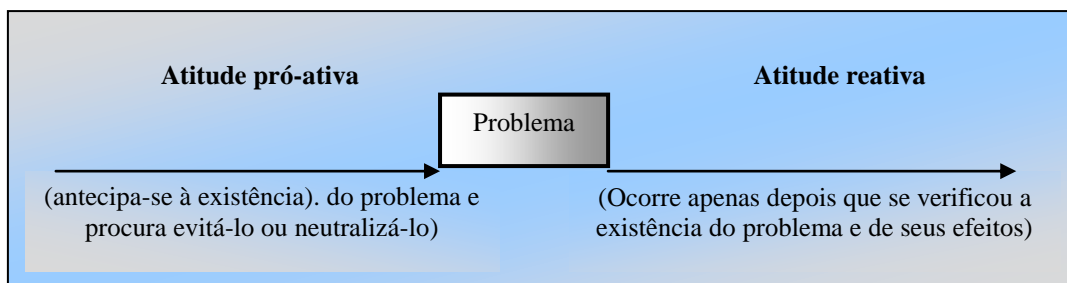 Atitude pró-ativa
Atitude reativa
Problema
(antecipa-se à existência). do problema e
procura evitá-lo ou neutralizá-lo)
(Ocorre apenas depois que se verificou a
existência do problema e de seus efeitos)